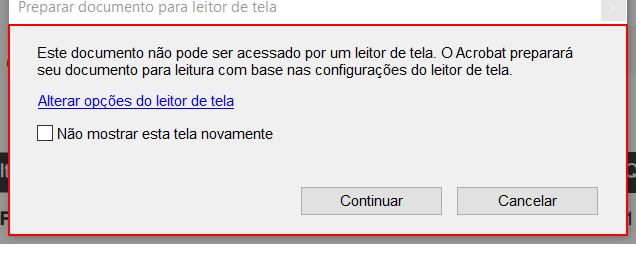 Preparar documento para leitor de tela
Este documento não pode ser acessado por um leitor de tela. O Acrobat preparará
seu documento para leitura com base nas configurações do leitor de tela.
Alterar opções do leitor de tela
Não mostrar esta tela novamente
Continuar
Cancelar